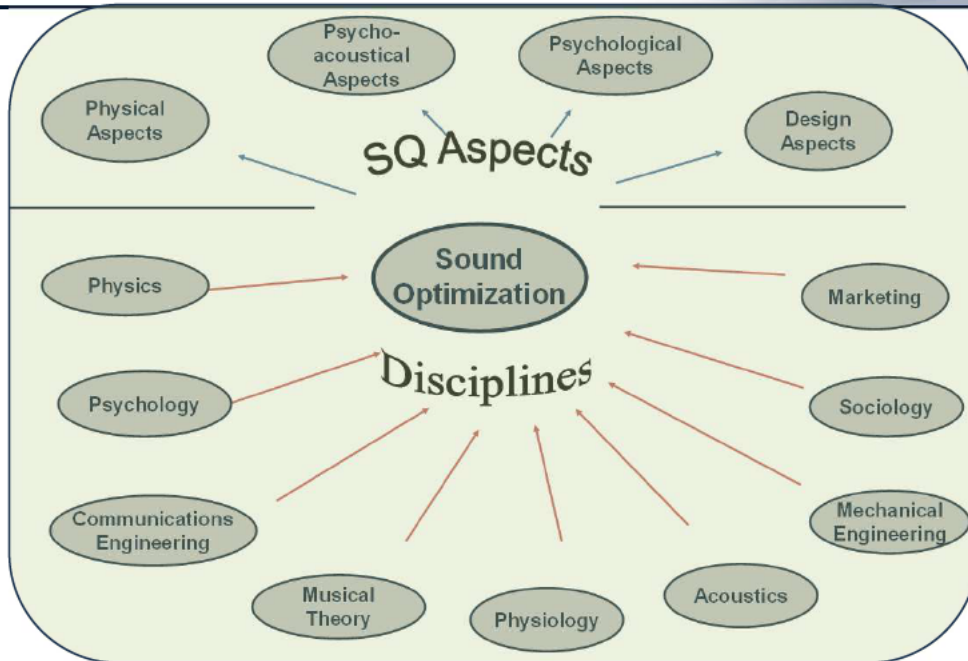 Psycho-
acoustical
Aspects
Psychological
Aspects
Physical
Aspects
Design
Aspects
SQ Aspects
Sound
Optimization
Physics
Marketing
Disciplines
Psychology
Sociology
Communications
Engineering
Mechanical
Engineering
Musical
Theory
Physiology
Acoustics